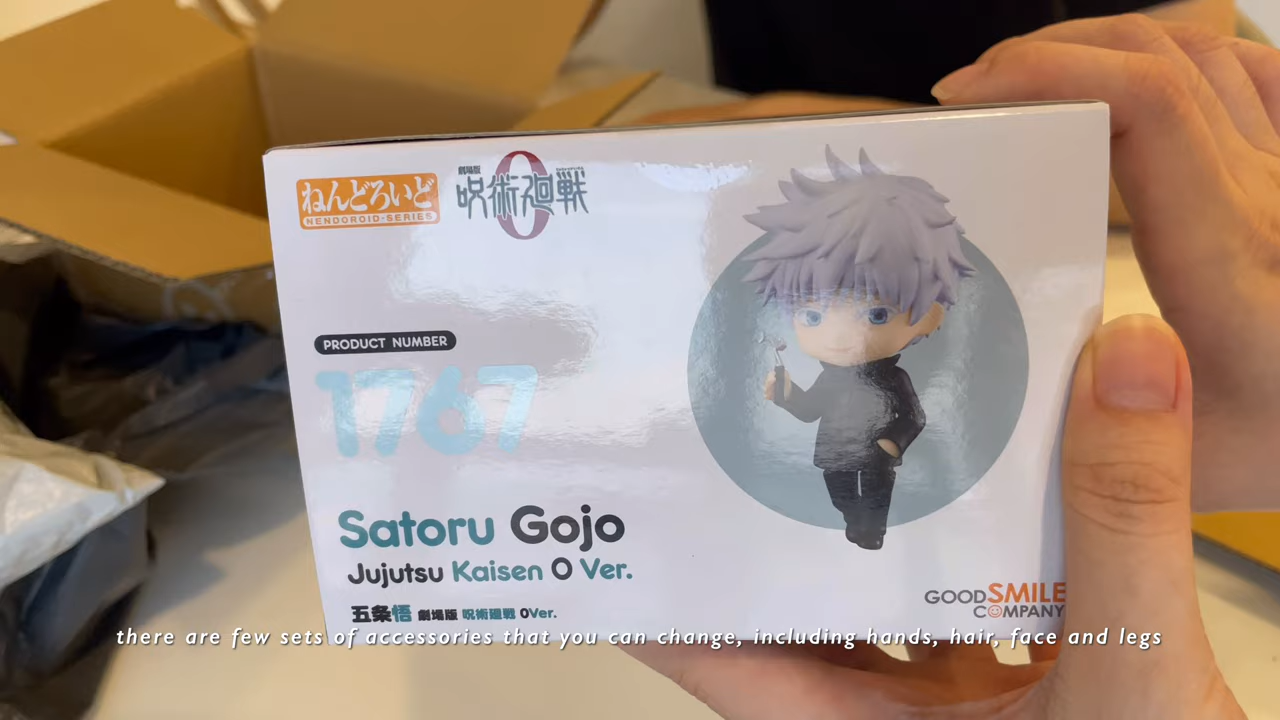 ねんどろいど
NENDOROID-SERIES
劇場版
呪術廻戦
0
PRODUCT NUMBER
1767
Satoru Gojo
Jujutsu Kaisen 0 Ver.
五条悟 劇場版 呪術廻戦 0Ver.
GOOD SMILE
COMPANY
there are few sets of accessories that you can change, including hands, hair, face and legs